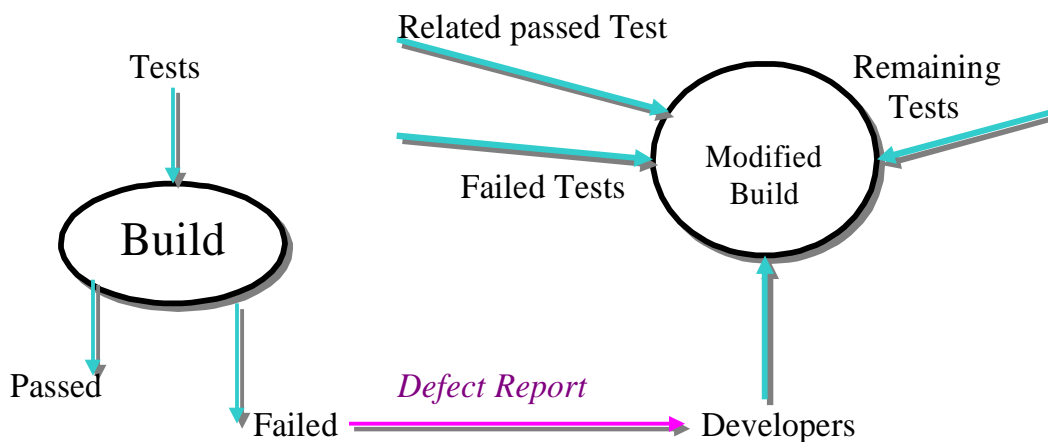 Related passed Test
Tests
Remaining
Tests
Modified
Build
Failed Tests
Build
Passed
Defect Report
Failed
Developers